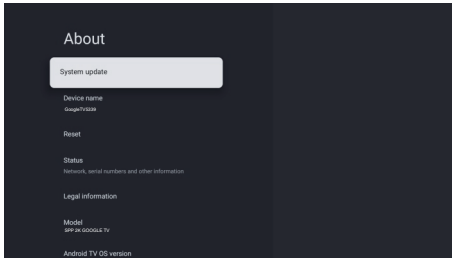 About
System update
Device name
GoogleTV5339
Reset
Status
Network, serial numbers and other information
Legal information
Model
SPP 2K GOOGLE TV
Android TV OS version